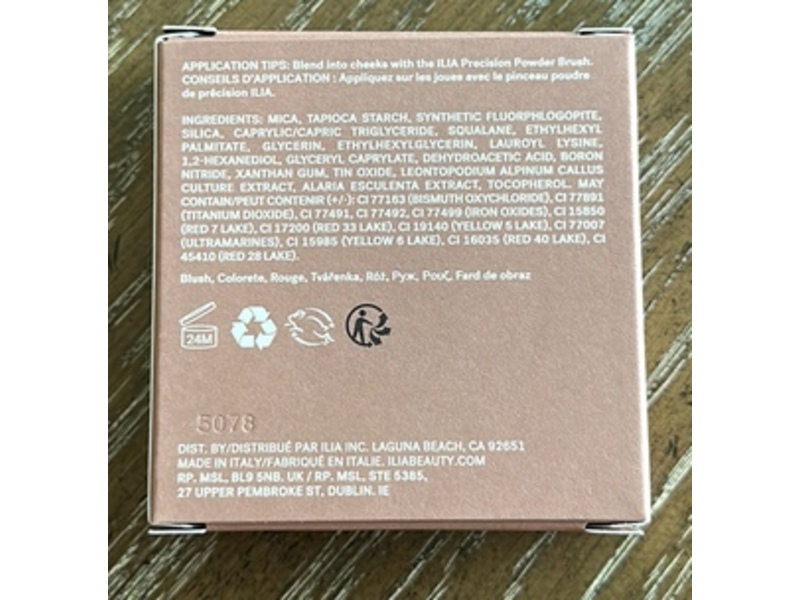 APPLICATION TIPS: Blend into cheeks with the ILIA Precision Powder Brush.
CONSEILS D'APPLICATION : Appliquez sur les joues avec le pinceau poudre
de précision ILIA.
INGREDIENTS: MICA, TAPIOCA STARCH, SYNTHETIC FLUORPHLOGOPITE,
SILICA, CAPRYLIC/CAPRIC TRIGLYCERIDE, SQUALANE, ETHYLHEXYL
PALMITATE, GLYCERIN, ETHYLHEXYLGLYCERIN, LAUROYL LYSINE,
1,2-HEXANEDIOL, GLYCERYL CAPRYLATE, DEHYDROACETIC ACID, BORON
NITRIDE, XANTHAN GUM, TIN OXIDE, LEONTOPODIUM ALPINUM CALLUS
CULTURE EXTRACT, ALARIA ESCULENTA EXTRACT, TOCOPHEROL. MAY
CONTAIN/PEUT CONTENIR (+/-): CI 77163 (BISMUTH OXYCHLORIDE), CI 77891
(TITANIUM DIOXIDE), CI 77491, CI 77492, CI 77499 (IRON OXIDES), CI 15850
(RED 7 LAKE), CI 17200 (RED 33 LAKE), CI 19140 (YELLOW 5 LAKE), CI 77007
(ULTRAMARINES), CI 15985 (YELLOW 6 LAKE), CI 16035 (RED 40 LAKE), CI
45410 (RED 28 LAKE).
Blush, Colorete, Rouge, Tvářenka, Róż, Руж, Ρουζ, Fard de obraz
24M
5078
DIST. BY/DISTRIBUÉ PAR ILIA INC. LAGUNA BEACH, CA 92651
MADE IN ITALY/FABRIQUÉ EN ITALIE. ILIABEAUTY.COM
RP. MSL, BL9 5NB. UK / RP. MSL, STE 5385,
27 UPPER PEMBROKE ST, DUBLIN. IE